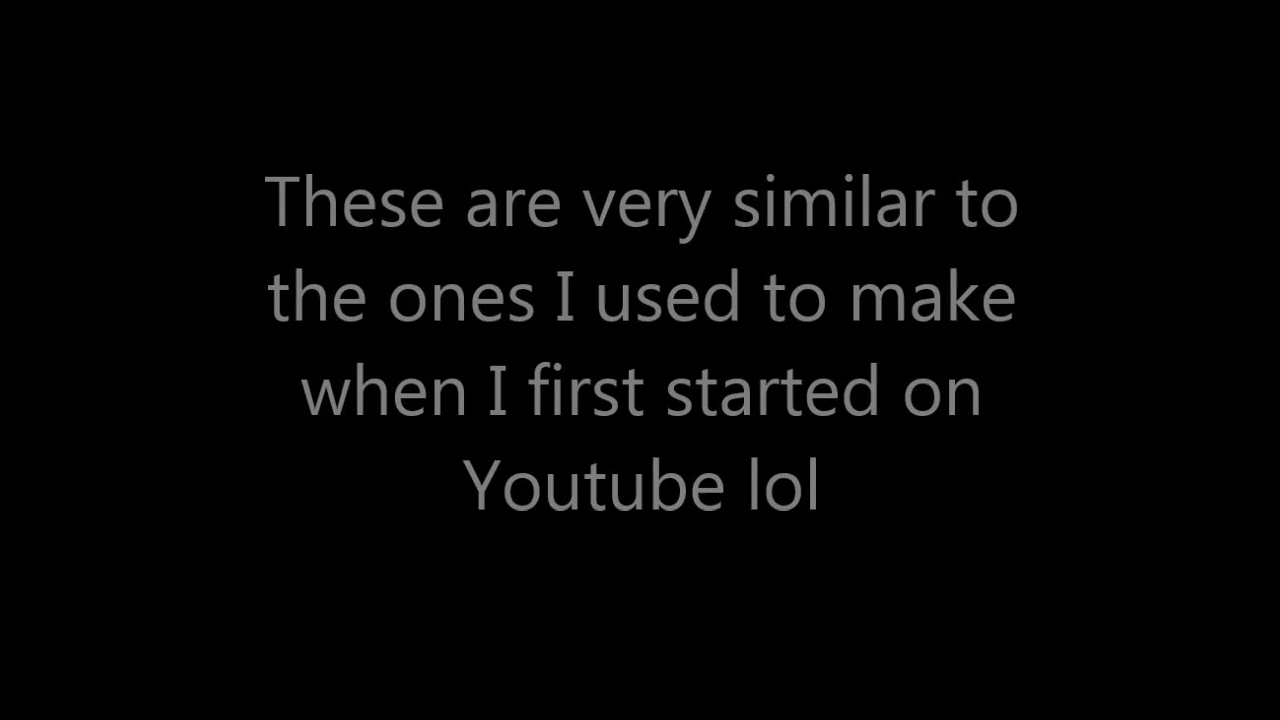 These are very similar to
the ones I used to make
when I first started on
Youtube lol